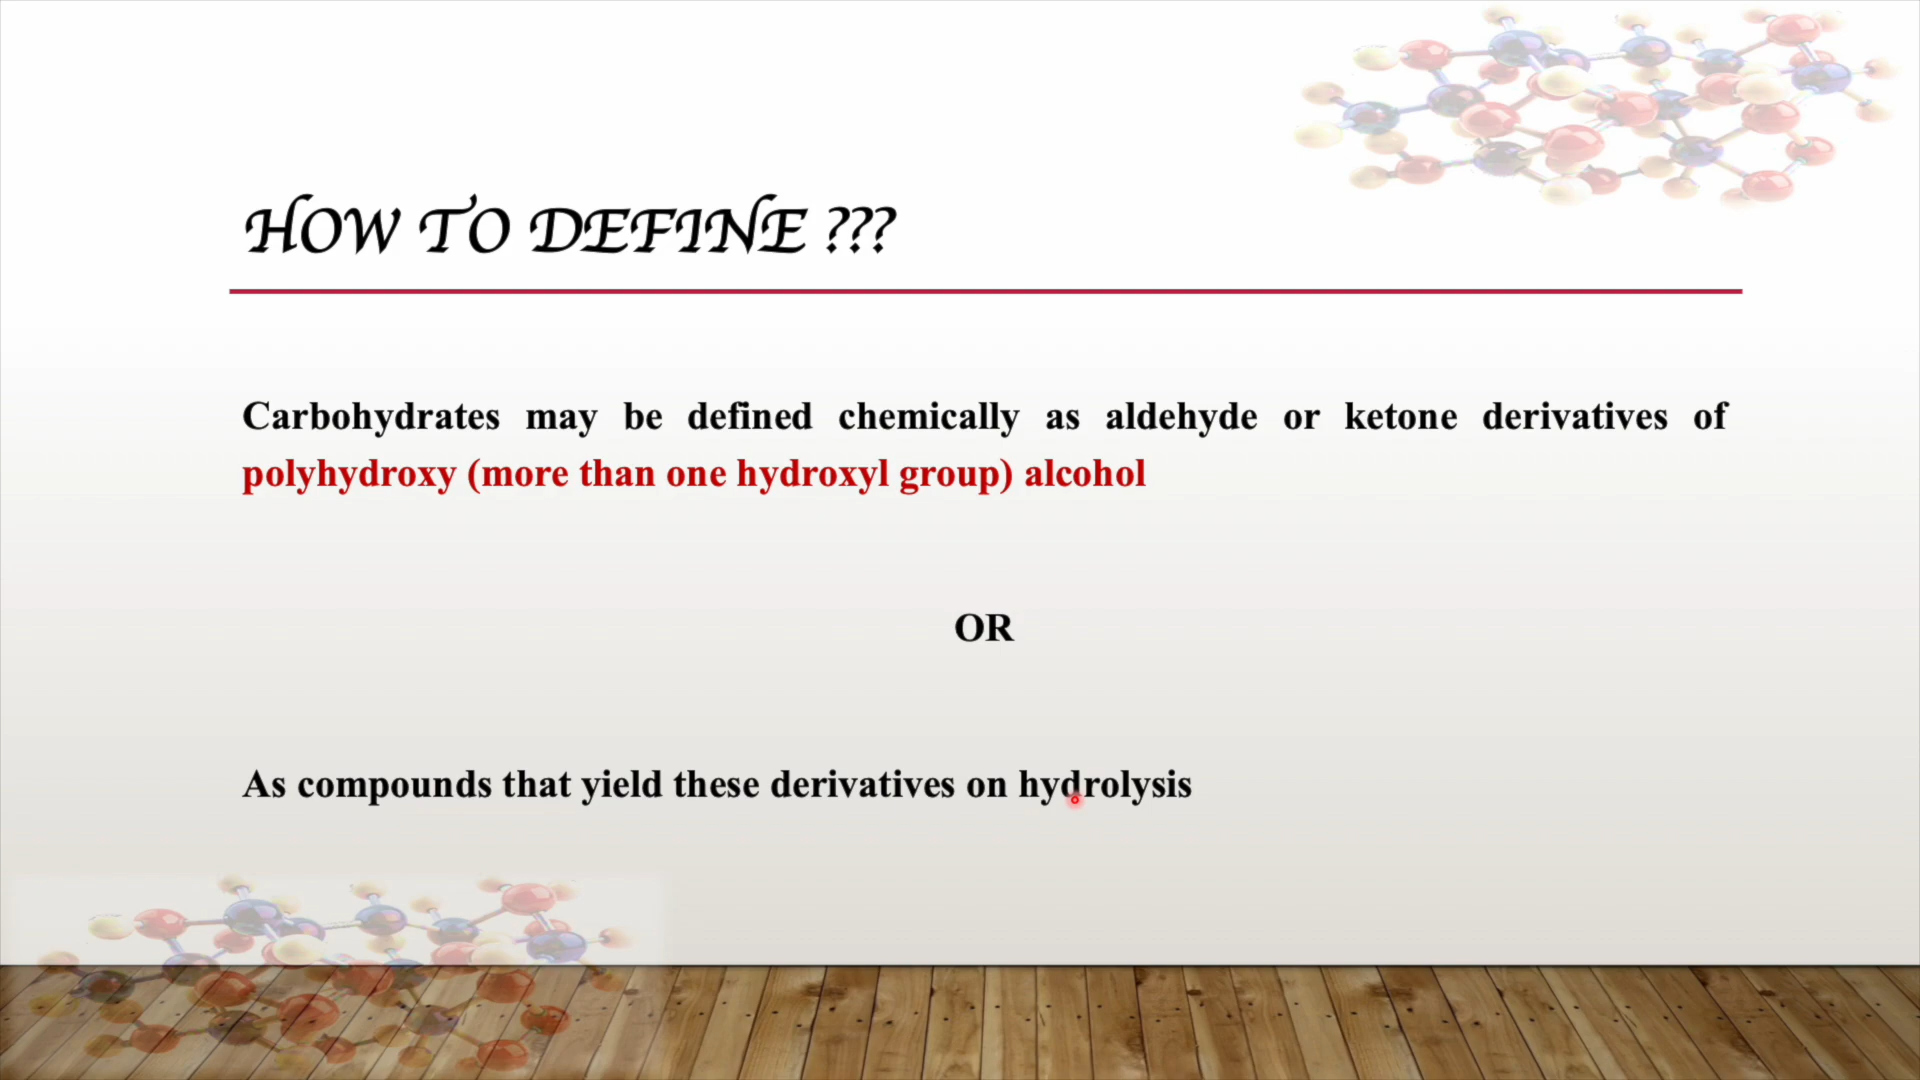 HOW TO DEFINE ???
Carbohydrates may be defined chemically as aldehyde or ketone derivatives of
polyhydroxy (more than one hydroxyl group) alcohol
OR
As compounds that yield these derivatives on hydrolysis